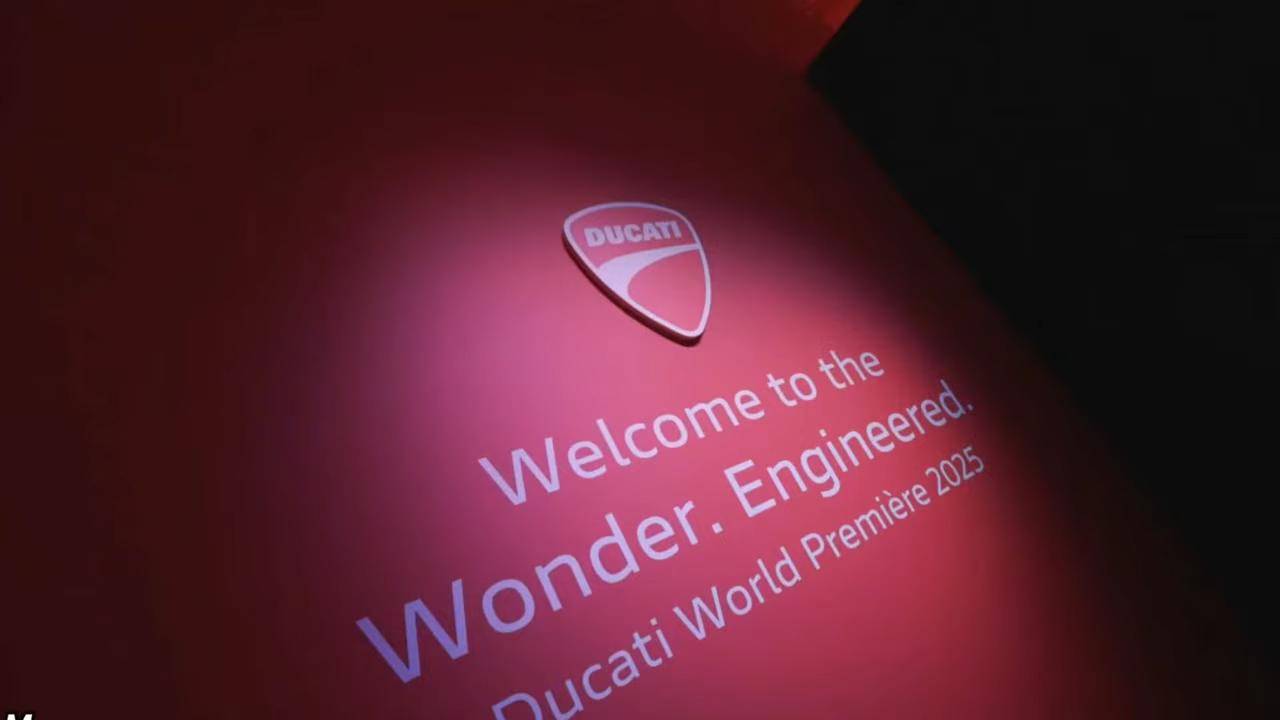 DUCATI
Welcome to the
Wonder. Engineered.
Ducati World Première 2025